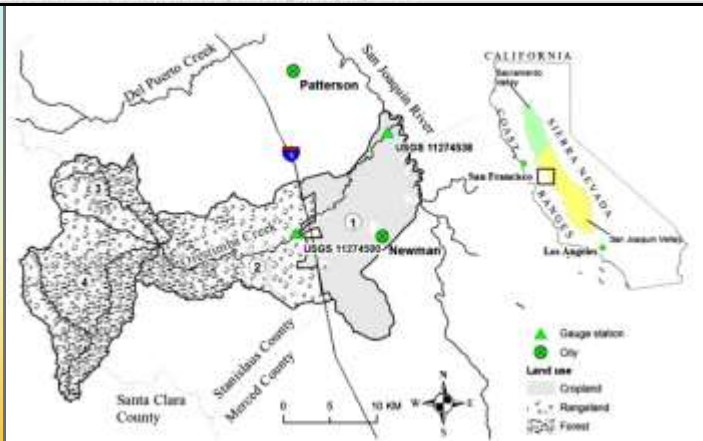 Del Puerto Creek
Patterson
San Joaquin River
USGS 11274538
5
3
4
Orestimba Creek
2
USGS 11274500
1
Newman
Stanislaus County
Merced County
Santa Clara
County
0 5 10 KM
N
W E
S
CALIFORNIA
Sacramento
Valley
COAST RANGES
SIERRA NEVADA
San Francisco
San Joaquin Valley
Los Angeles
Gauge station
City
Land use
Cropland
Rangeland
Forest